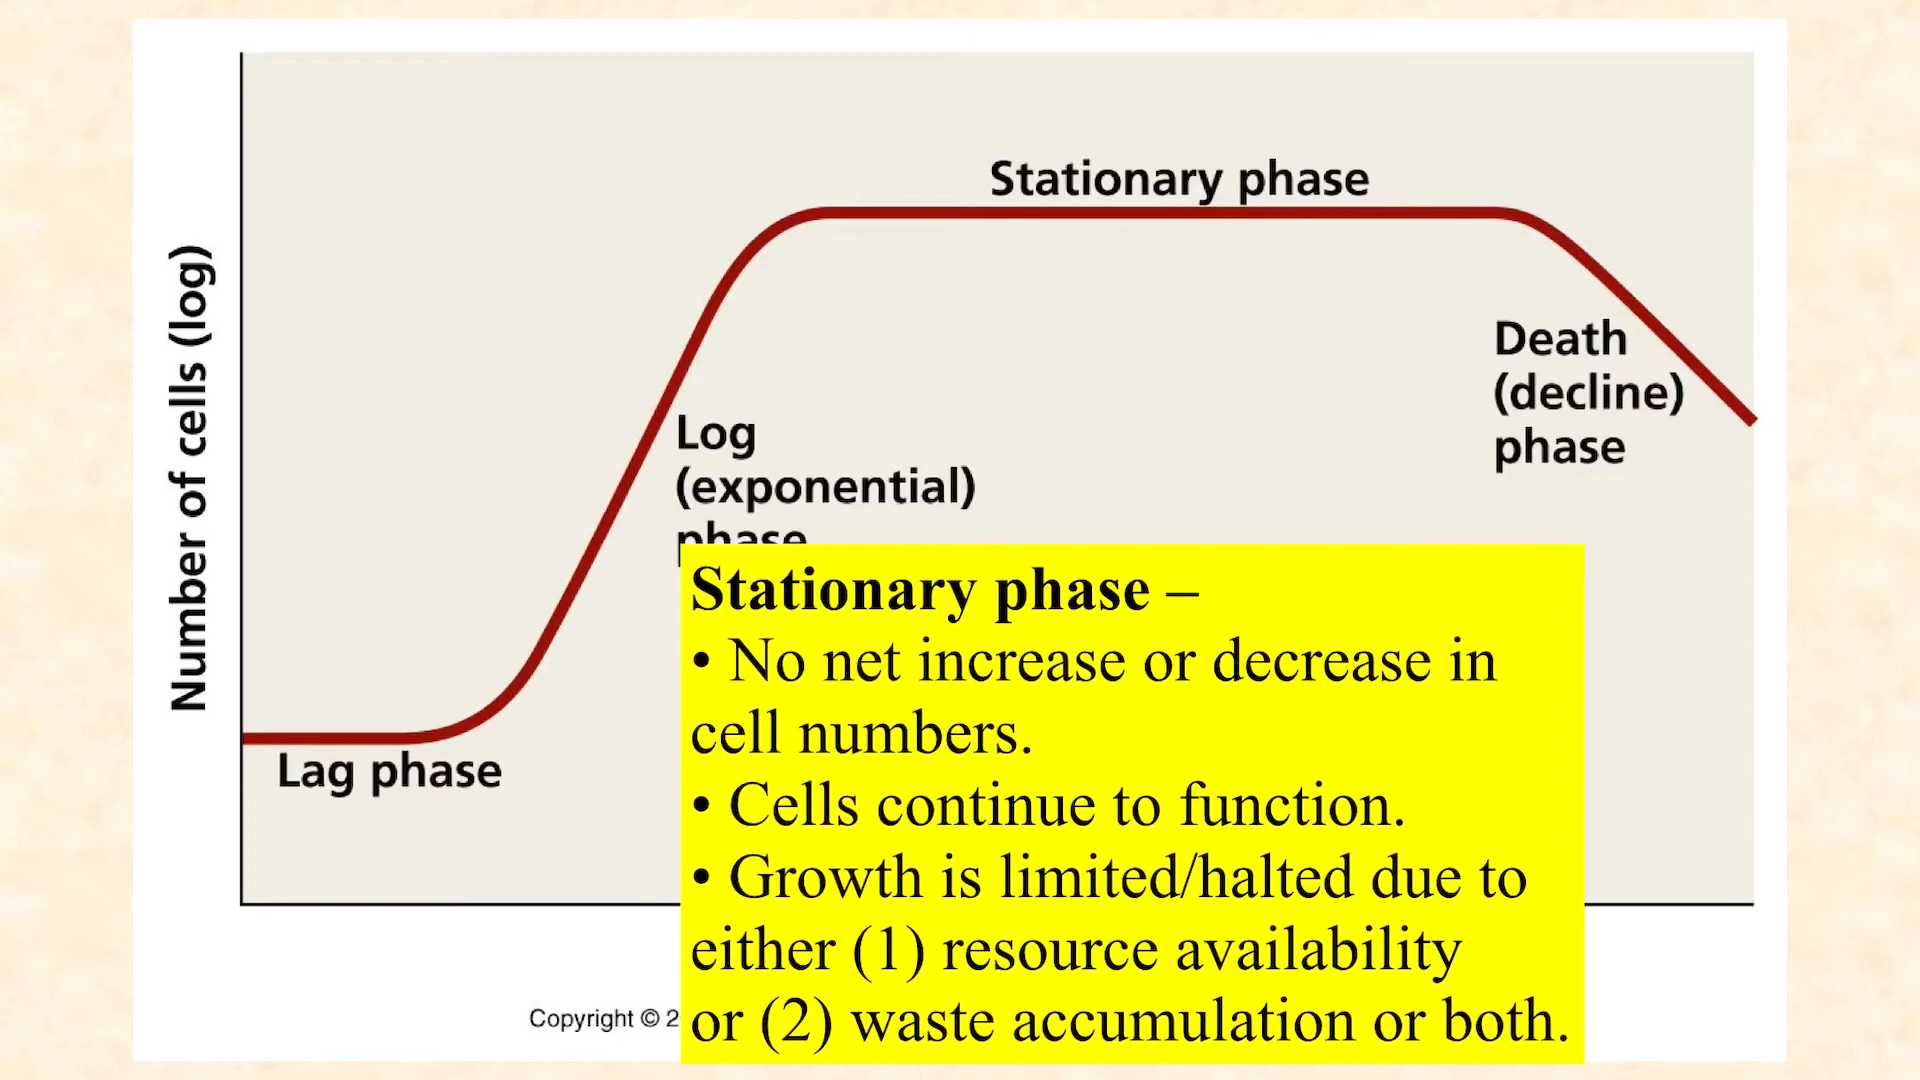 Stationary phase
Number of cells (log)
Death
(decline)
phase
Log
(exponential)
phase
Lag phase
Stationary phase –
• No net increase or decrease in
cell numbers.
• Cells continue to function.
• Growth is limited/halted due to
either (1) resource availability
or (2) waste accumulation or both.
Copyright © 2